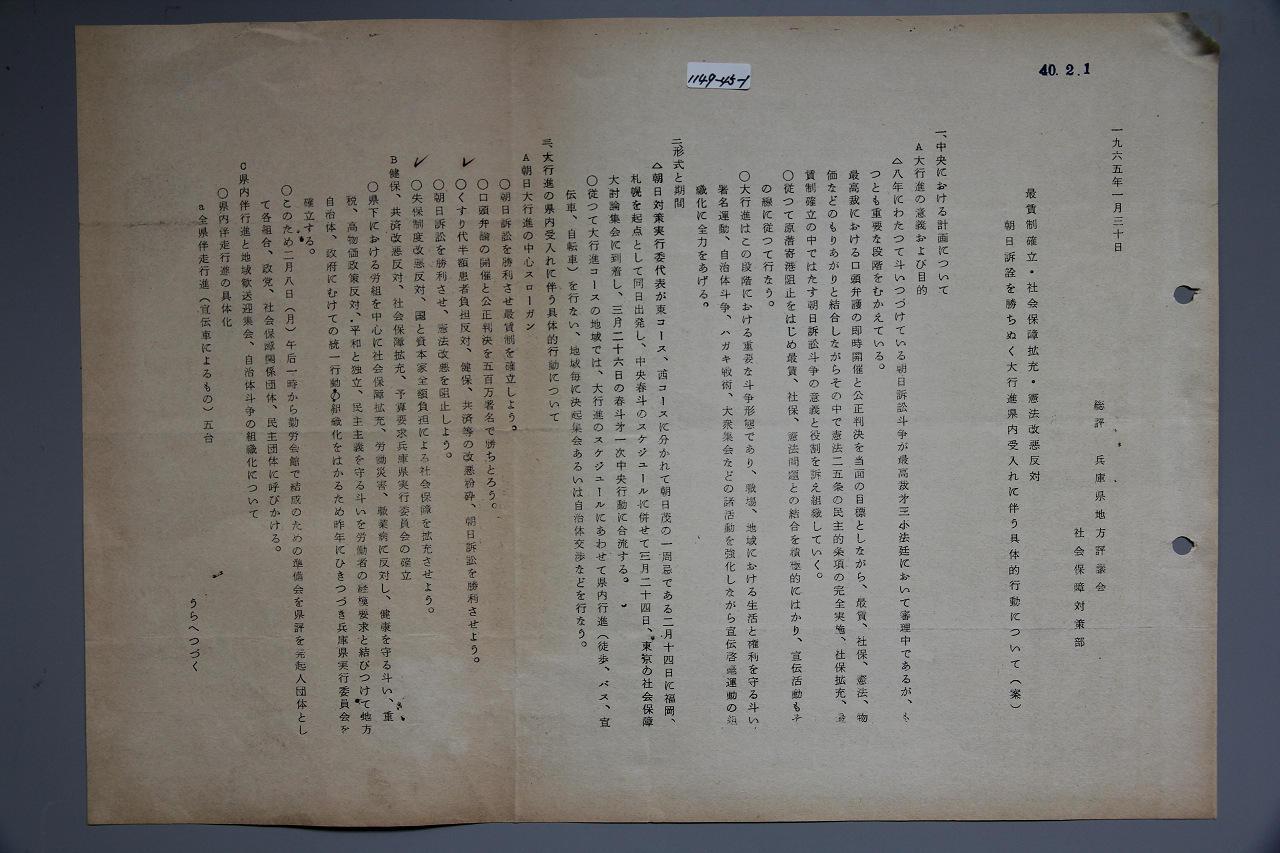 40.2.1
1149-45-1
一九六五年一月三十日
総評　兵庫県地方評議会
社会保障対策部
最賃制確立・社会保障拡充・憲法改悪反対
朝日訴訟を勝ちぬく大行進県内受入れに伴う具体的行動について（案）
一、中央における計画について
A 大行進の意義および目的
△八年にわたつて斗いつづけている朝日訴訟斗争が最高裁才三小法廷において審理中であるが、も
つとも重要な段階をむかえている。
最高裁における口頭弁護の即時開催と公正判決を当面の目標としながら、最賃、社保、憲法、物
価などのもりあがりと結合しながらその中で憲法二五条の民主的条項の完全実施、社保拡充、最
賃制確立の中ではたす朝日訴訟斗争の意義と役割を訴え組織していく。
○従つて原潜寄港阻止をはじめ最賃、社保、憲法問題との結合を積極的にはかり、宣伝活動もそ
の線に従つて行なう。
○大行進はこの段階における重要な斗争形態であり、職場、地域における生活と権利を守る斗い
署名運動、自治体斗争、ハガキ戦術、大衆集会などの諸活動を強化しながら宣伝啓蒙運動の組
織化に全力をあげる。
二形式と期間
△朝日対策実行委代表が東コース、西コースに分かれて朝日茂の一周忌である二月十四日に福岡、
札幌を起点として同日出発し、中央春斗のスケジュールに併せて三月二十四日、東京の社会保障
大討論集会に到着し、三月二十六日の春斗才一次中央行動に合流する。
○従つて大行進コースの地域では、大行進のスケジュールにあわせて県内行進（徒歩、バス、宣
伝車、自転車）を行ない、地域毎に決起集会あるいは自治体交渉などを行なう。
三、大行進の県内受入れに伴う具体的行動について
A 朝日大行進の中心スローガン
○朝日訴訟を勝利させ最賃制を確立しよう。
○口頭弁論の開催と公正判決を五百万署名で勝ちとろう。
○くすり代半額患者負担反対、健保、共済等の改悪粉砕、朝日訴訟を勝利させよう。
○朝日訴訟を勝利させ、憲法改悪を阻止しよう。
○失保制度改悪反対、国と資本家全額負担による社会保障を拡充させよう。
B 健保、共済改悪反対、社会保障拡充、予算要求兵庫県実行委員会の確立
○県下における労組を中心に社会保障拡充、労働災害、職業病に反対し、健康を守る斗い、重
税、高物価政策反対、平和と独立、民主主義を守る斗いを労働者の経験要求と結びつけて地方
自治体、政府にむけての統一行動の組織化をはかるため昨年にひきつづき兵庫県実行委員会を
確立する。
○このため二月八日（月）午后一時から勤労会館で結成のための準備会を県評を発起人団体とし
て各組合、政党、社会保障関係団体、民主団体に呼びかける。
C 県内伴行進と地域歓送迎集会、自治体斗争の組織化について
○県内伴走行進の具体化
a 全県伴走行進（宣伝車によるもの）五台
うらへつづく